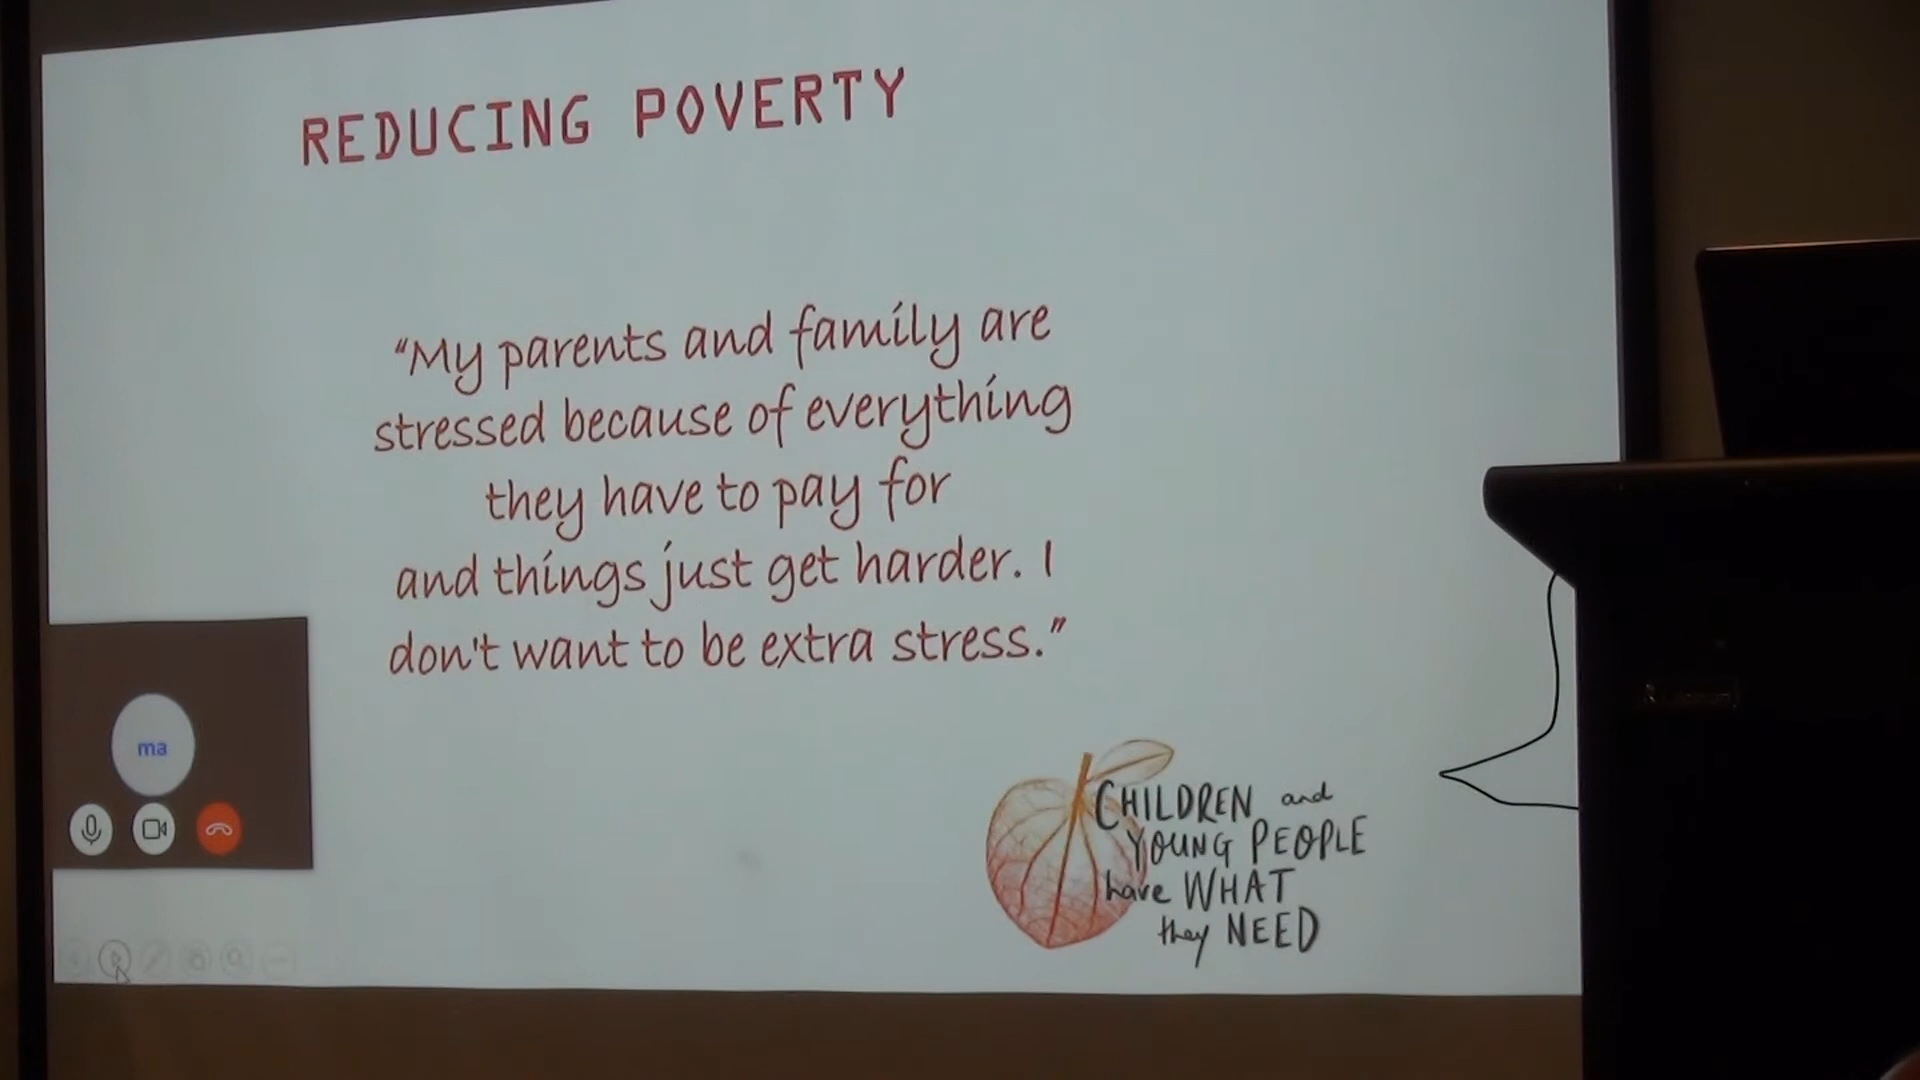 REDUCING POVERTY
“My parents and family are
stressed because of everything
they have to pay for
and things just get harder. I
don't want to be extra stress.”
ma
CHILDREN and
YOUNG PEOPLE
have WHAT
they NEED